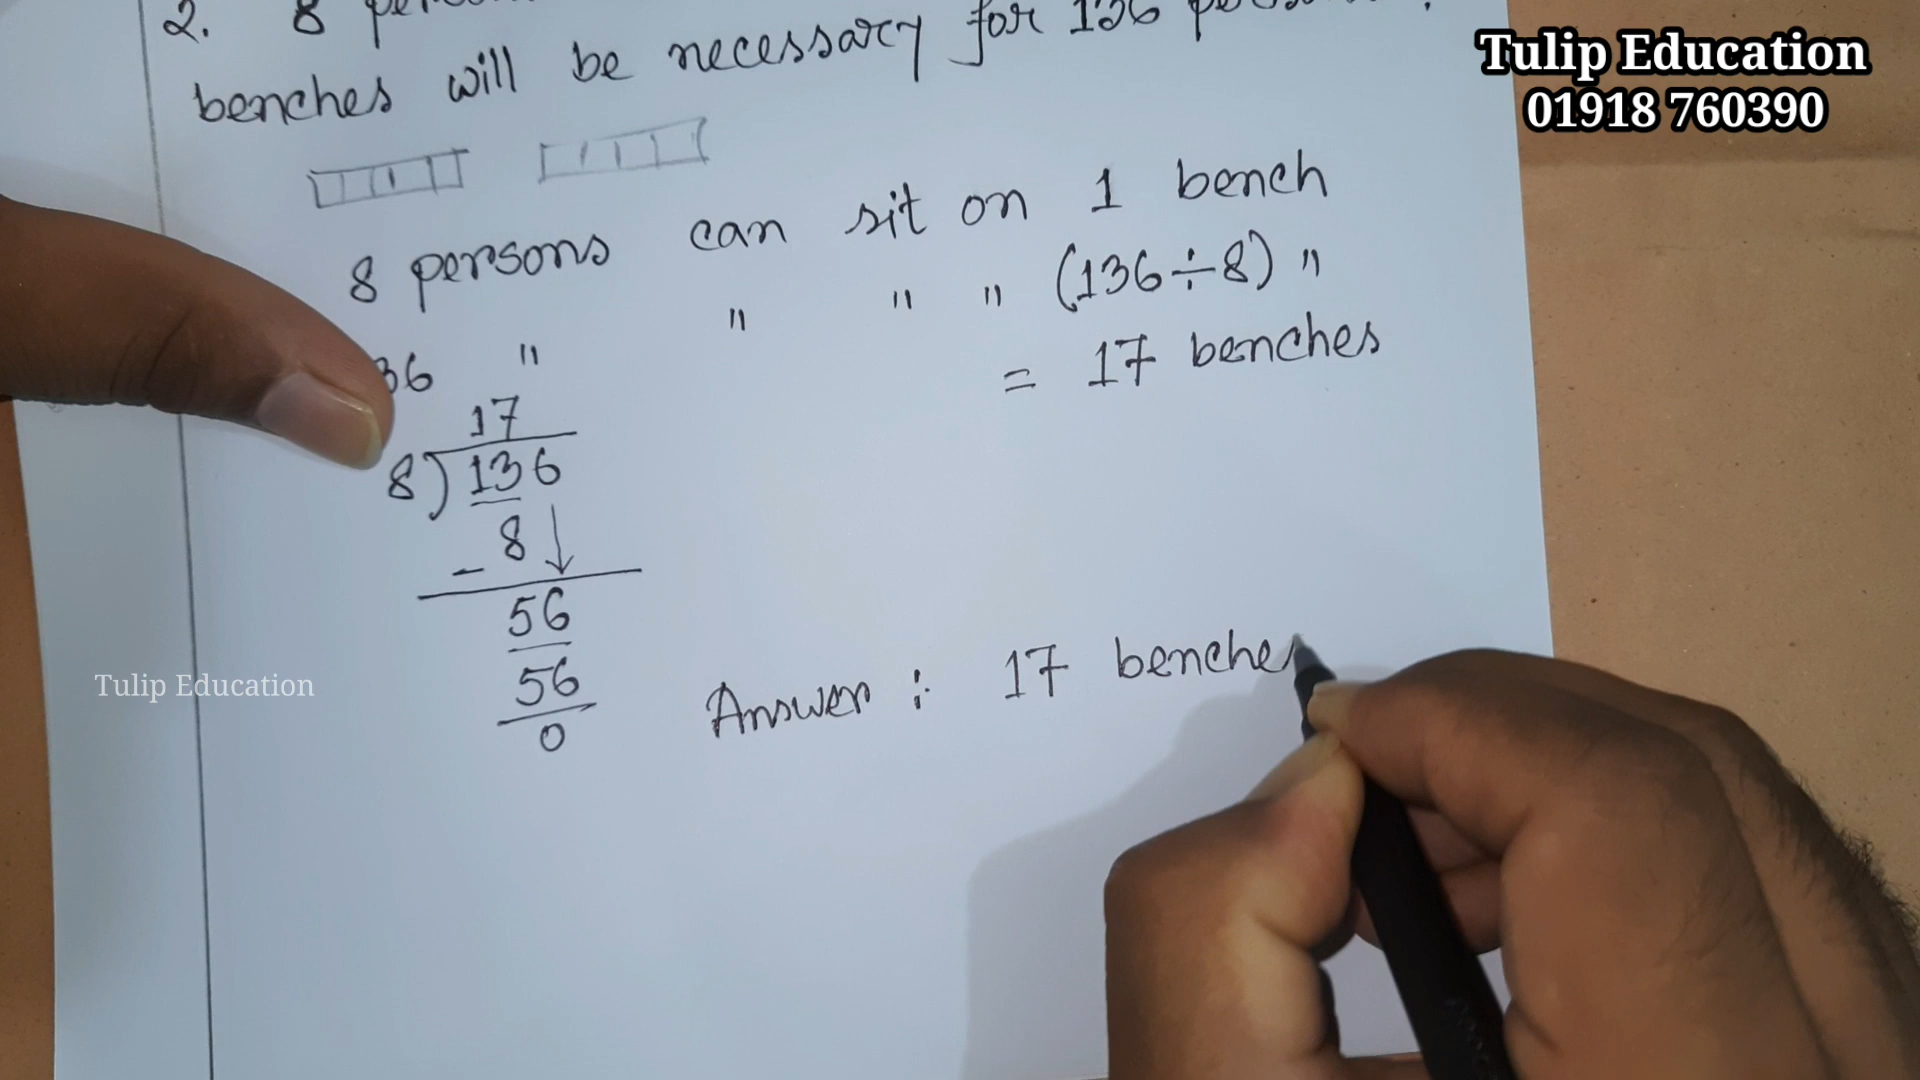 2. 8
benches will be necessary for 136
8 persons can sit on 1 bench
36 " " " " (136÷8) "
= 17 benches
17
8) 136
- 8 ↓
56
56
0
Answer : 17 benches
Tulip Education
01918 760390
Tulip Education